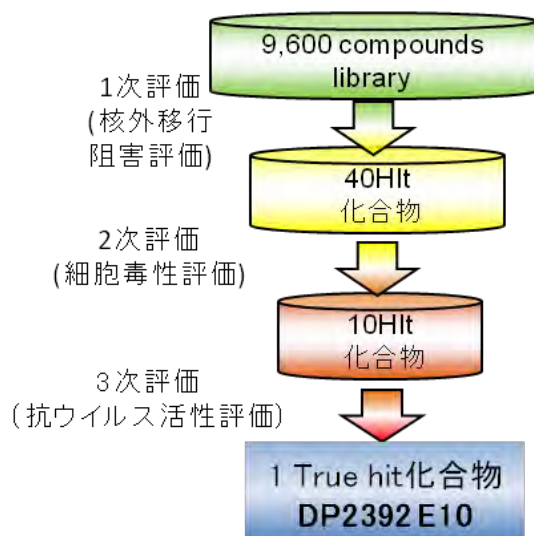 9,600 compounds
library
1次評価
(核外移行
阻害評価)
40HIt
化合物
2次評価
(細胞毒性評価)
10HIt
化合物
3次評価
(抗ウイルス活性評価)
1 True hit化合物
DP2392 E10